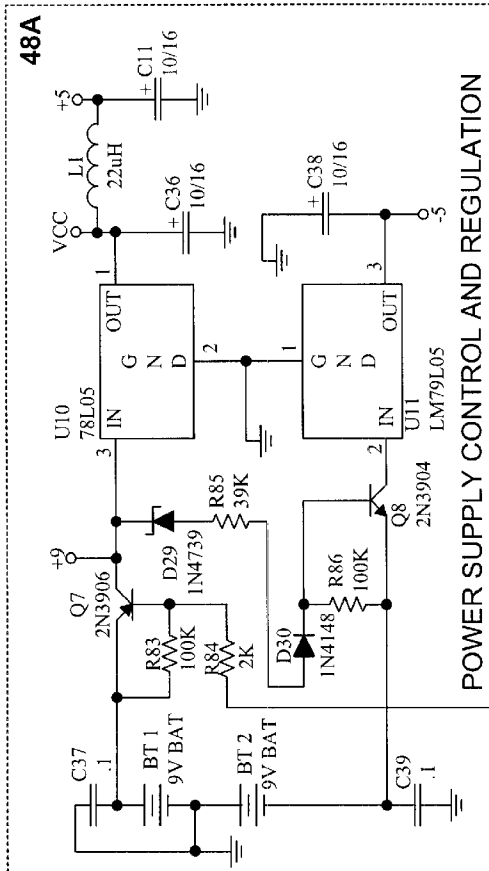 48A
+5
+ C11
10/16
L1
22uH
VCC
+ C36
10/16
+ C38
10/16
-5
1
OUT
G
N
D
2
IN
3
U10
78L05
3
OUT
1
G
N
D
IN
2
U11
LM79L05
+9
Q7
2N3906
D29
1N4739
R85
39K
R83
100K
R84
2K
D30
1N4148
R86
100K
Q8
2N3904
C37
.1
BT 1
9V BAT
BT 2
9V BAT
C39
.1
POWER SUPPLY CONTROL AND REGULATION